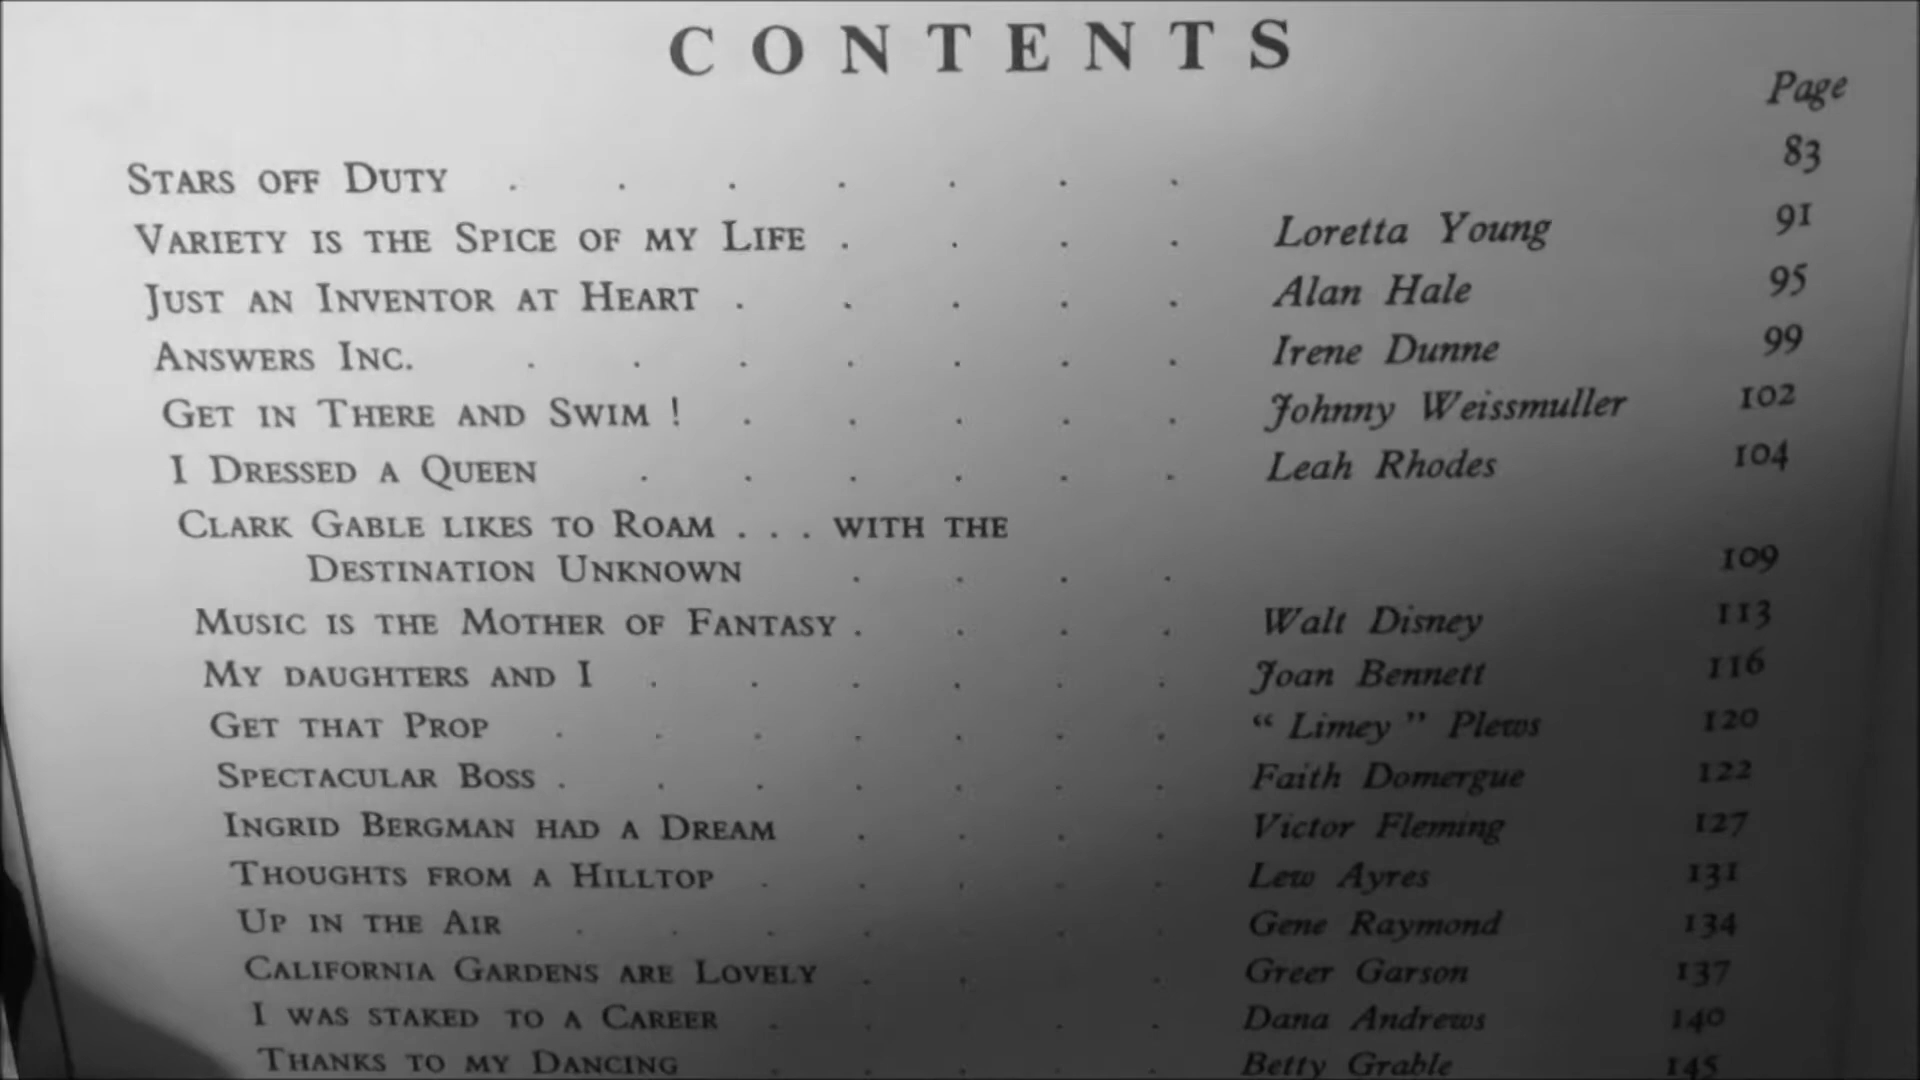 CONTENTS
Page
STARS OFF DUTY . . . . . . . 83
VARIETY IS THE SPICE OF MY LIFE . . . . Loretta Young 91
JUST AN INVENTOR AT HEART . . . . . Alan Hale 95
ANSWERS INC. . . . . . . . Irene Dunne 99
GET IN THERE AND SWIM ! . . . . . Johnny Weissmuller 102
I DRESSED A QUEEN . . . . . . Leah Rhodes 104
CLARK GABLE LIKES TO ROAM . . . WITH THE
DESTINATION UNKNOWN . . . . 109
MUSIC IS THE MOTHER OF FANTASY . . . . Walt Disney 113
MY DAUGHTERS AND I . . . . . . Joan Bennett 116
GET THAT PROP . . . . . . . " Limey " Plews 120
SPECTACULAR BOSS . . . . . . . Faith Domergue 122
INGRID BERGMAN HAD A DREAM . . . . Victor Fleming 127
THOUGHTS FROM A HILLTOP . . . . . Lew Ayres 131
UP IN THE AIR . . . . . . Gene Raymond 134
CALIFORNIA GARDENS ARE LOVELY . . . Greer Garson 137
I WAS STAKED TO A CAREER . . . . . Dana Andrews 140
THANKS TO MY DANCING . . . . . Betty Grable 145